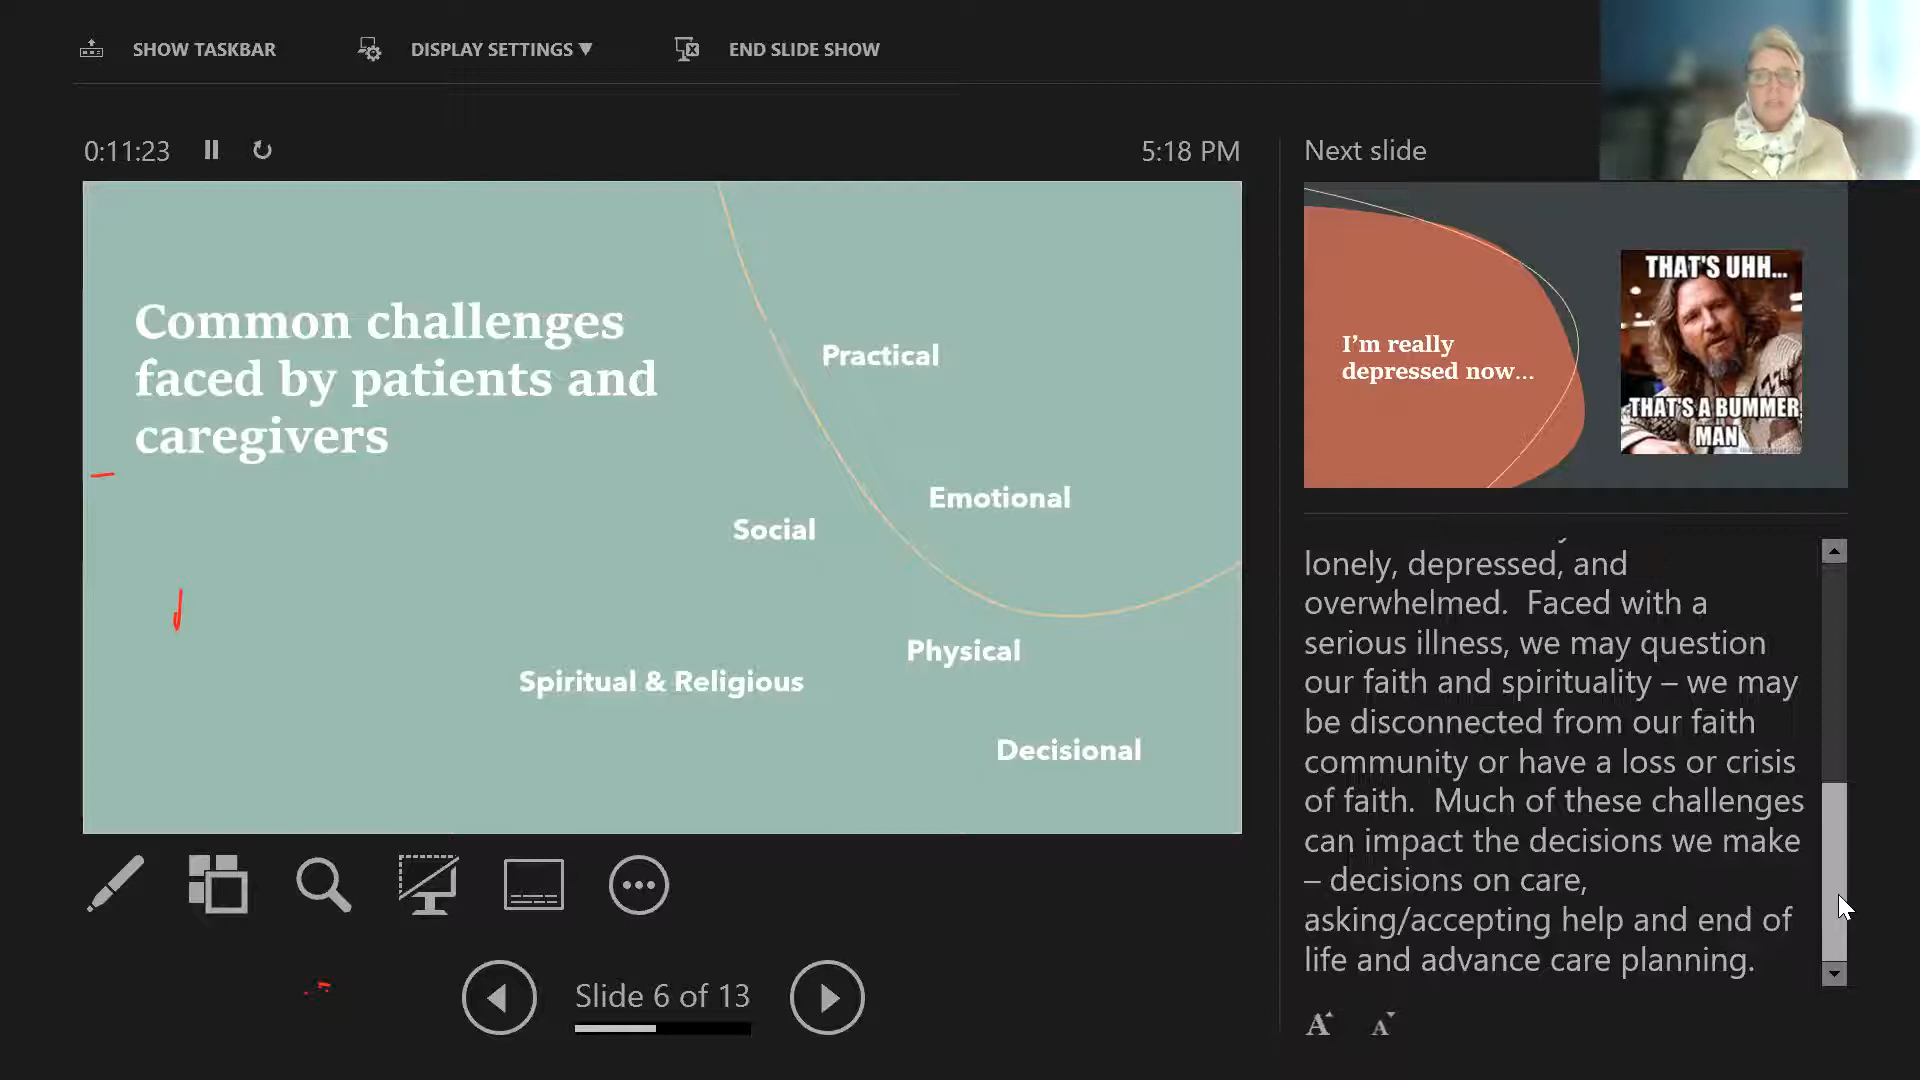 SHOW TASKBAR
DISPLAY SETTINGS ▼
END SLIDE SHOW
0:11:23
5:18 PM
Common challenges
faced by patients and
caregivers
Practical
Emotional
Social
Physical
Spiritual & Religious
Decisional
Slide 6 of 13
Next slide
I'm really
depressed now...
THAT'S UHH...
THAT'S A BUMMER
MAN
lonely, depressed, and
overwhelmed.  Faced with a
serious illness, we may question
our faith and spirituality – we may
be disconnected from our faith
community or have a loss or crisis
of faith.  Much of these challenges
can impact the decisions we make
– decisions on care,
asking/accepting help and end of
life and advance care planning.
A
A